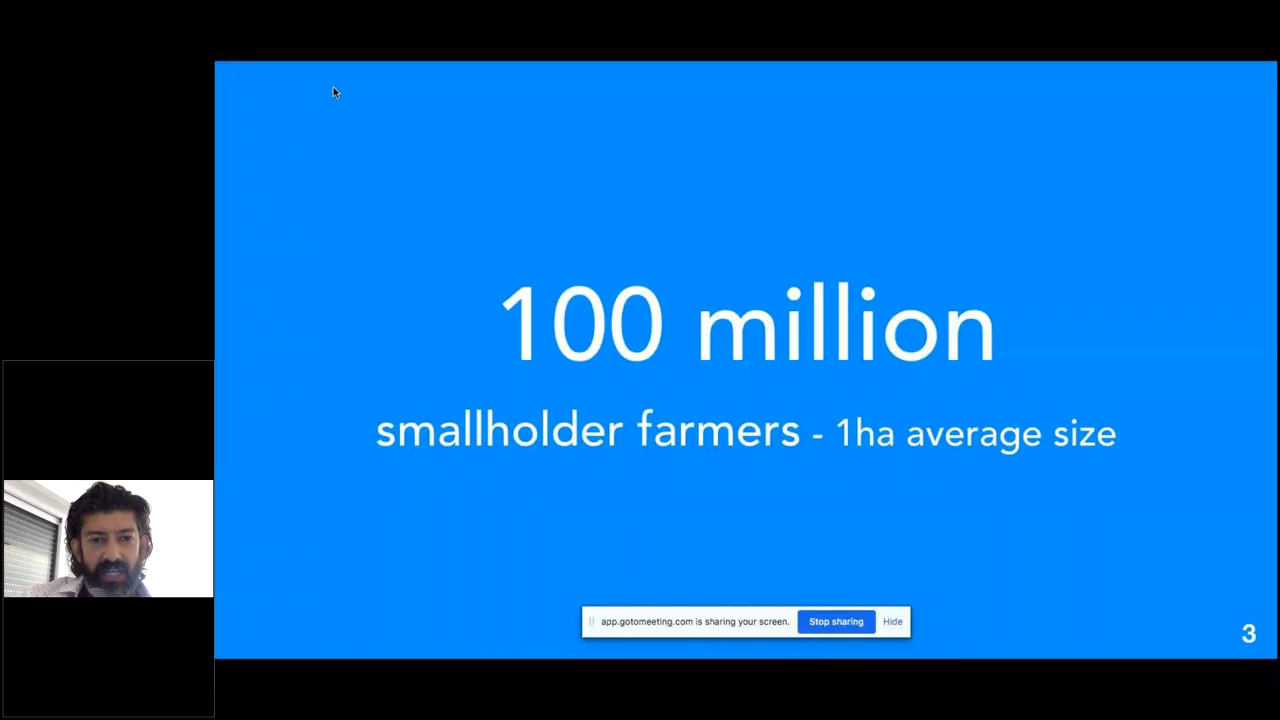 100 million
smallholder farmers - 1ha average size
app.gotomeeting.com is sharing your screen. Stop sharing Hide
3